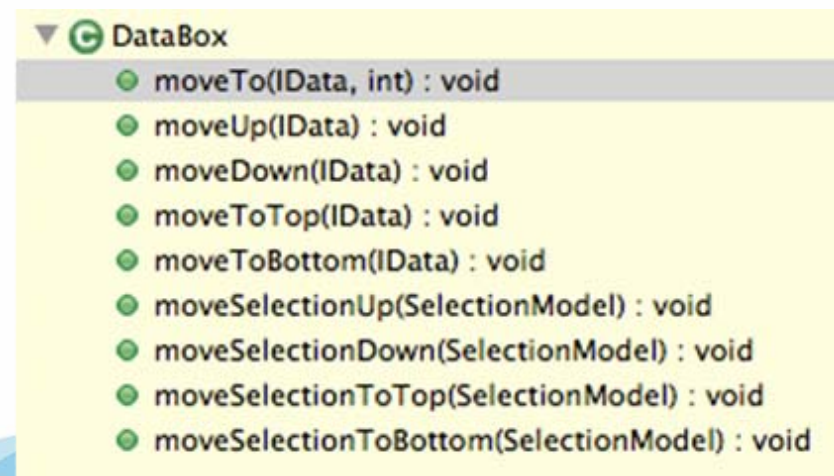 DataBox
moveTo(IData, int) : void
moveUp(IData) : void
moveDown(IData) : void
moveToTop(IData) : void
moveToBottom(IData) : void
moveSelectionUp(SelectionModel) : void
moveSelectionDown(SelectionModel) : void
moveSelectionToTop(SelectionModel) : void
moveSelectionToBottom(SelectionModel) : void